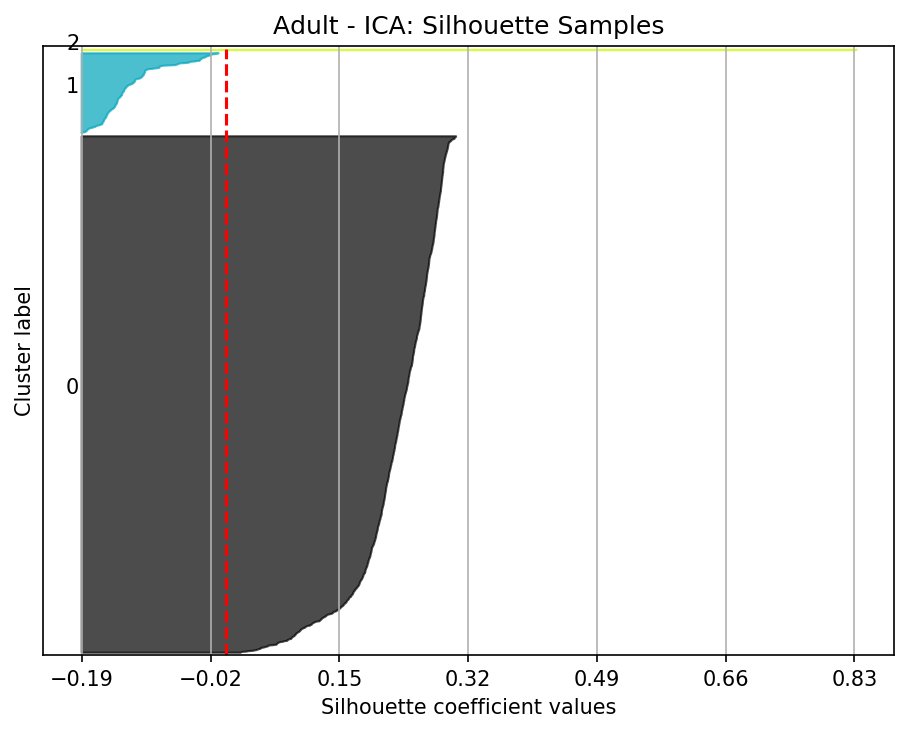 Adult - ICA: Silhouette Samples
2
1
0
Cluster label
−0.19 −0.02 0.15 0.32 0.49 0.66 0.83
Silhouette coefficient values